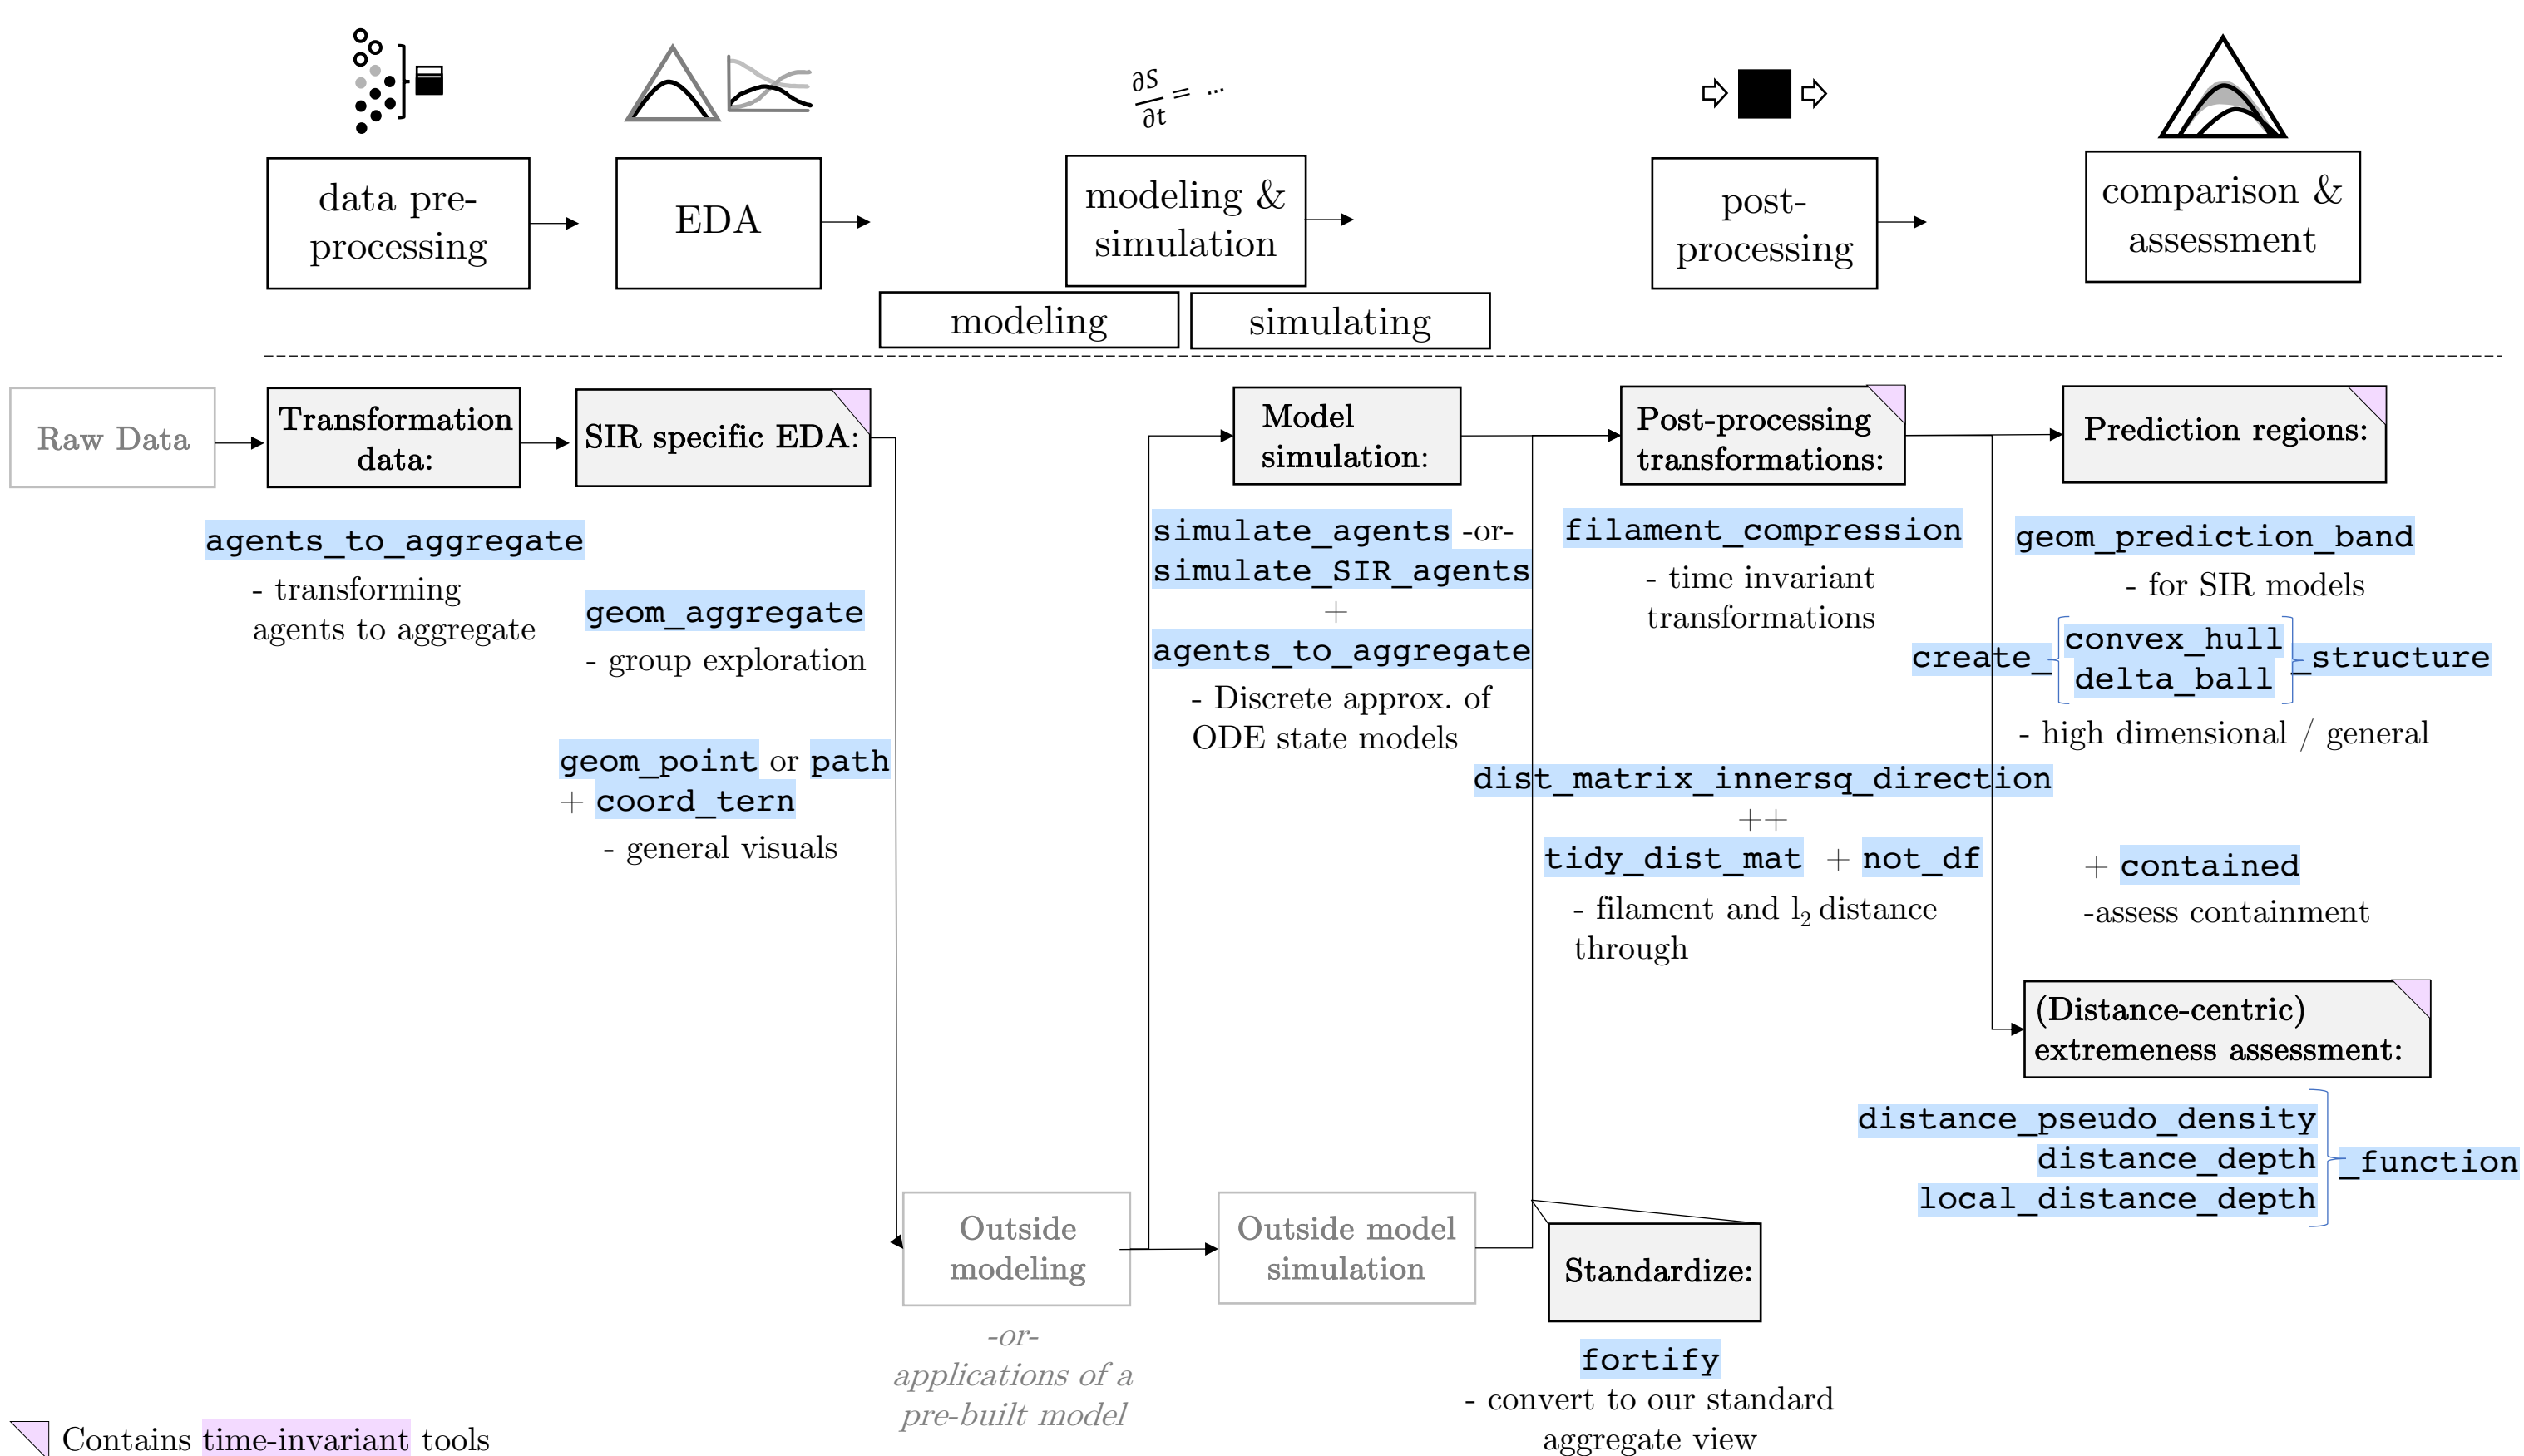 ∂S
∂t = ...
data pre-
processing
EDA
modeling &
simulation
post-
processing
comparison &
assessment
modeling
simulating
Raw Data
Transformation
data:
agents_to_aggregate
- transforming
agents to aggregate
SIR specific EDA:
geom_aggregate
- group exploration
geom_point or path
+ coord_tern
- general visuals
Outside
modeling
-or-
applications of a
pre-built model
Model
simulation:
simulate_agents -or-
simulate_SIR_agents
+
agents_to_aggregate
- Discrete approx. of
ODE state models
Outside model
simulation
Standardize:
fortify
- convert to our standard
aggregate view
Post-processing
transformations:
filament_compression
- time invariant
transformations
dist_matrix_innersq_direction
++
tidy_dist_mat + not_df
- filament and l₂ distance
through
Prediction regions:
geom_prediction_band
- for SIR models
convex_hull
create_ _structure
delta_ball
- high dimensional / general
+ contained
-assess containment
(Distance-centric)
extremeness assessment:
distance_pseudo_density
distance_depth _function
local_distance_depth
Contains time-invariant tools